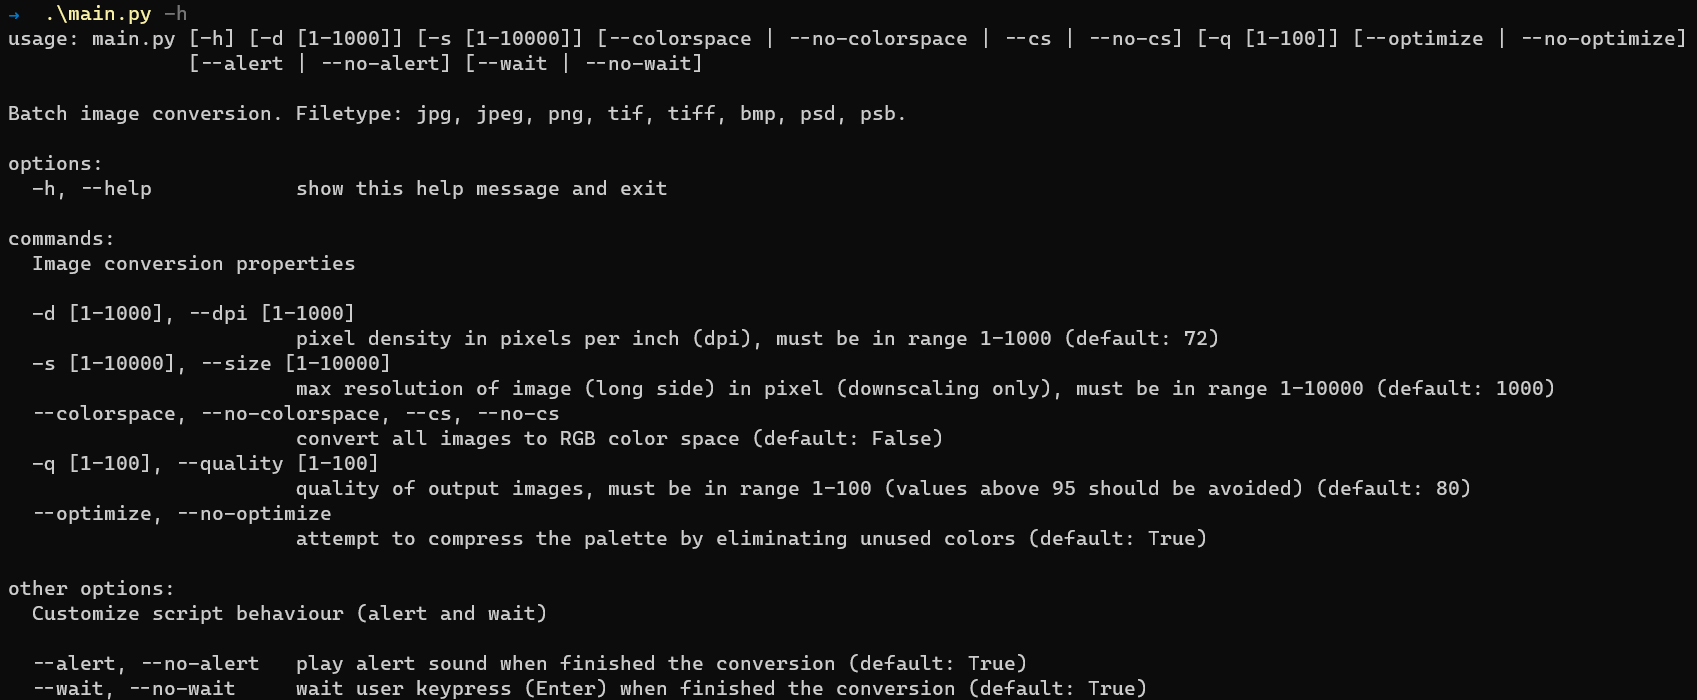 →  .\main.py -h
usage: main.py [-h] [-d [1-1000]] [-s [1-10000]] [--colorspace | --no-colorspace | --cs | --no-cs] [-q [1-100]] [--optimize | --no-optimize]
               [--alert | --no-alert] [--wait | --no-wait]

Batch image conversion. Filetype: jpg, jpeg, png, tif, tiff, bmp, psd, psb.

options:
  -h, --help            show this help message and exit

commands:
  Image conversion properties

  -d [1-1000], --dpi [1-1000]
                        pixel density in pixels per inch (dpi), must be in range 1-1000 (default: 72)
  -s [1-10000], --size [1-10000]
                        max resolution of image (long side) in pixel (downscaling only), must be in range 1-10000 (default: 1000)
  --colorspace, --no-colorspace, --cs, --no-cs
                        convert all images to RGB color space (default: False)
  -q [1-100], --quality [1-100]
                        quality of output images, must be in range 1-100 (values above 95 should be avoided) (default: 80)
  --optimize, --no-optimize
                        attempt to compress the palette by eliminating unused colors (default: True)

other options:
  Customize script behaviour (alert and wait)

  --alert, --no-alert   play alert sound when finished the conversion (default: True)
  --wait, --no-wait     wait user keypress (Enter) when finished the conversion (default: True)